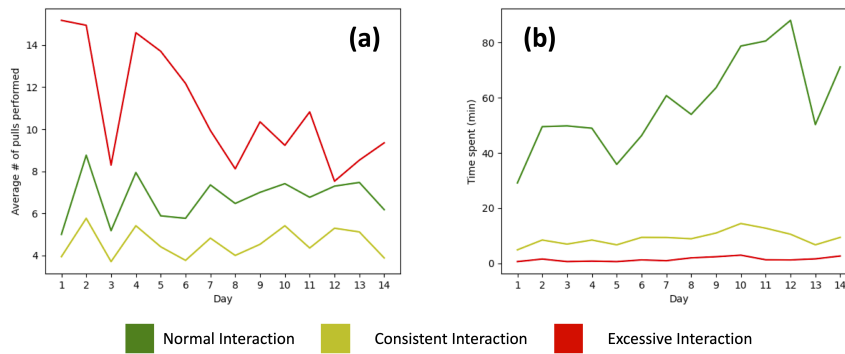 (a)
Average # of pulls performed
14
12
10
8
6
4
1 2 3 4 5 6 7 8 9 10 11 12 13 14
Day
(b)
Time spent (min)
80
60
40
20
0
1 2 3 4 5 6 7 8 9 10 11 12 13 14
Day
Normal Interaction Consistent Interaction Excessive Interaction